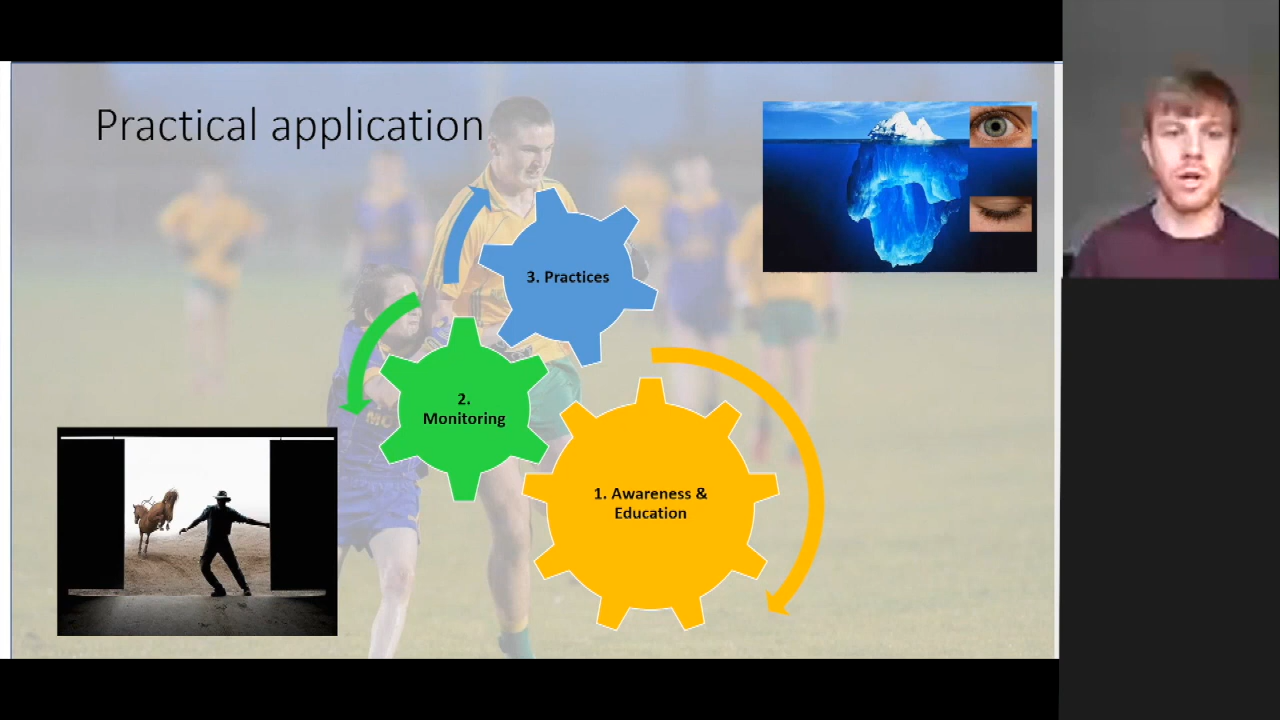 Practical application
3. Practices
2.
Monitoring
1. Awareness &
Education